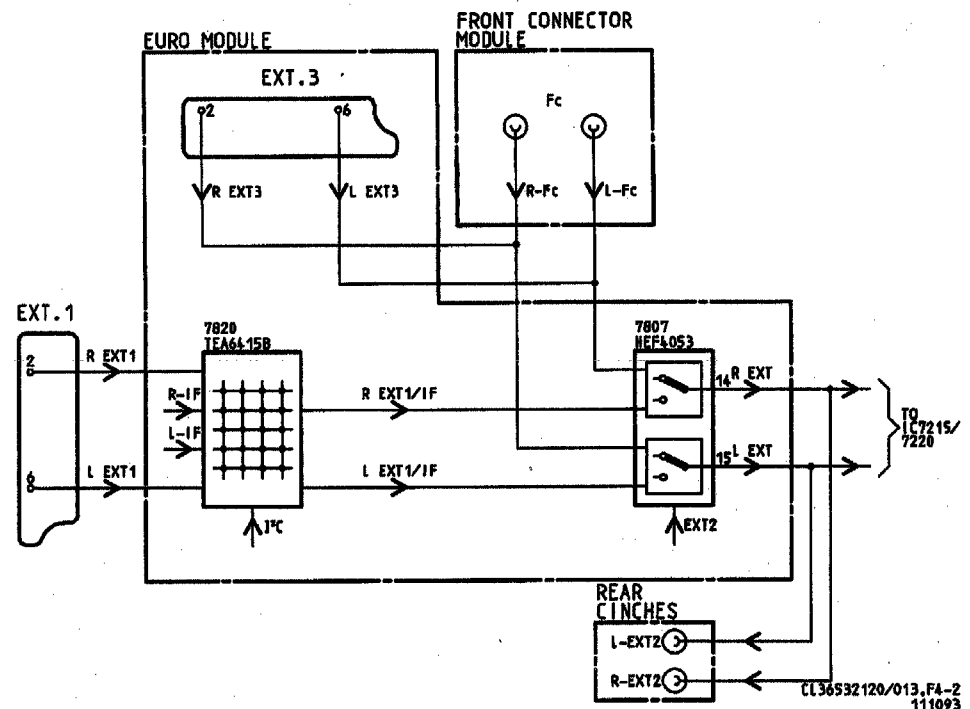 FRONT CONNECTOR
MODULE
EURO MODULE
EXT.3
2
6
R EXT3
L EXT3
Fc
R-Fc
L-Fc
EXT.1
2
R EXT1
6
L EXT1
7820
TEA6415B
R-IF
L-IF
I²C
R EXT1/IF
L EXT1/IF
7807
HEF4053
14 R EXT
15 L EXT
EXT2
TO
IC7215/
7220
REAR
CINCHES
L-EXT2
R-EXT2
CL36532120/013.F4-2
111093